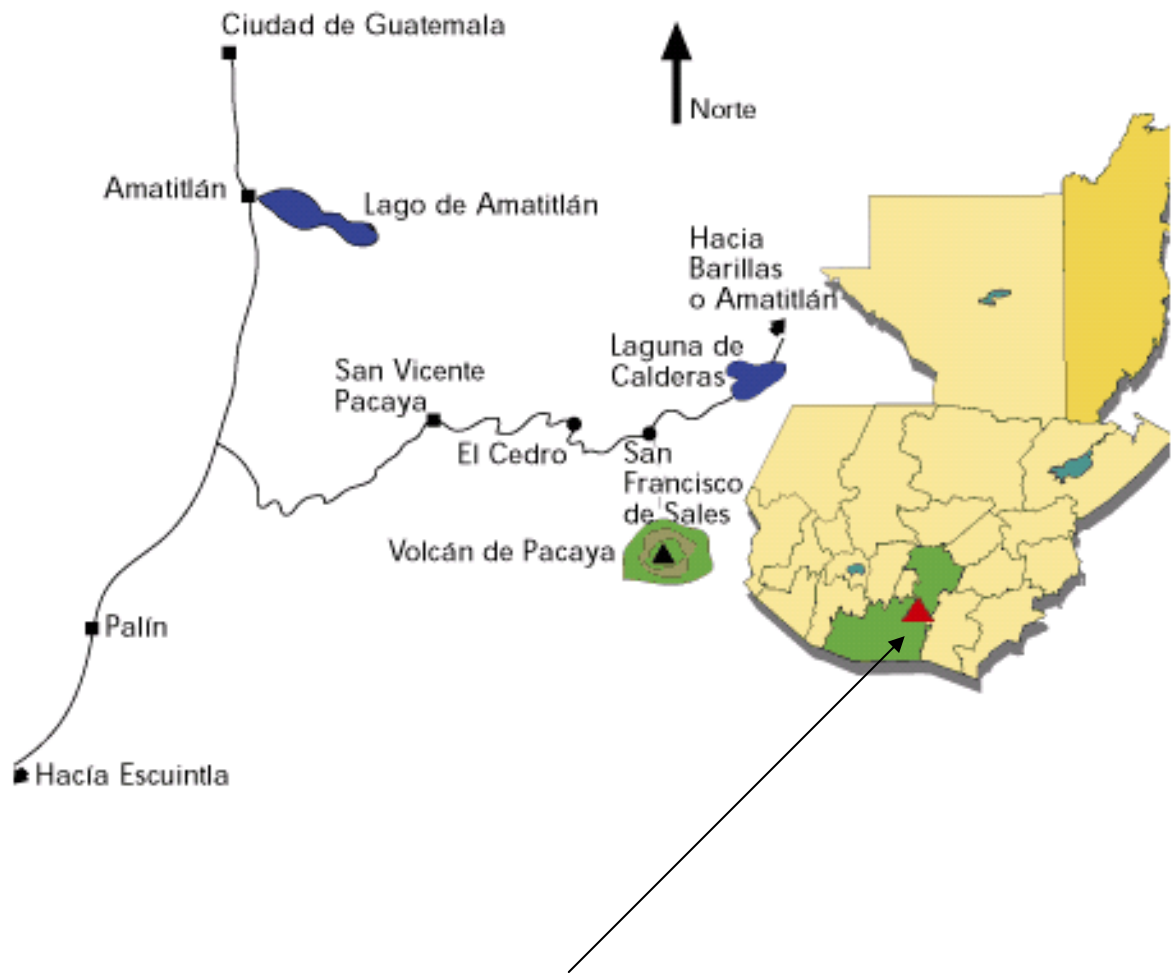 Ciudad de Guatemala
Norte
Amatitlán
Lago de Amatitlán
Hacia
Barillas
o Amatitlán
Laguna de
Calderas
San Vicente
Pacaya
El Cedro
San
Francisco
de Sales
Volcán de Pacaya
Palín
Hacía Escuintla